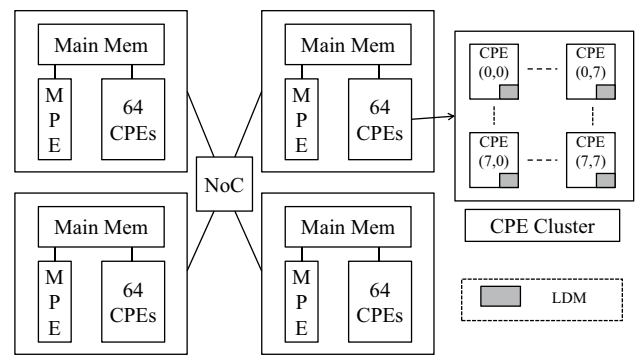 Main Mem
M
P
E
64
CPEs
Main Mem
M
P
E
64
CPEs
CPE
(0,0)
CPE
(0,7)
CPE
(7,0)
CPE
(7,7)
CPE Cluster
LDM
NoC
Main Mem
M
P
E
64
CPEs
Main Mem
M
P
E
64
CPEs